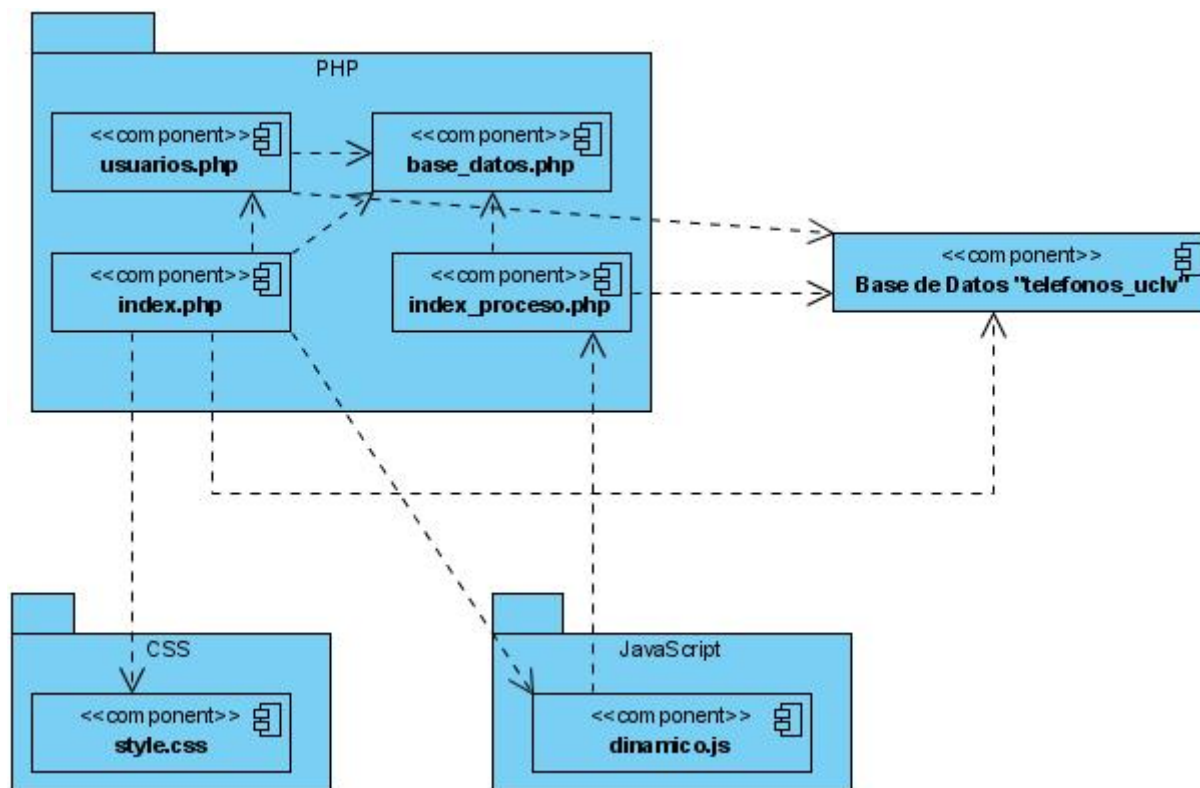 PHP
<<component>>
usuarios.php
<<component>>
base_datos.php
<<component>>
index.php
<<component>>
index_proceso.php
<<component>>
Base de Datos "telefonos_uclv"
CSS
<<component>>
style.css
JavaScript
<<component>>
dinamico.js